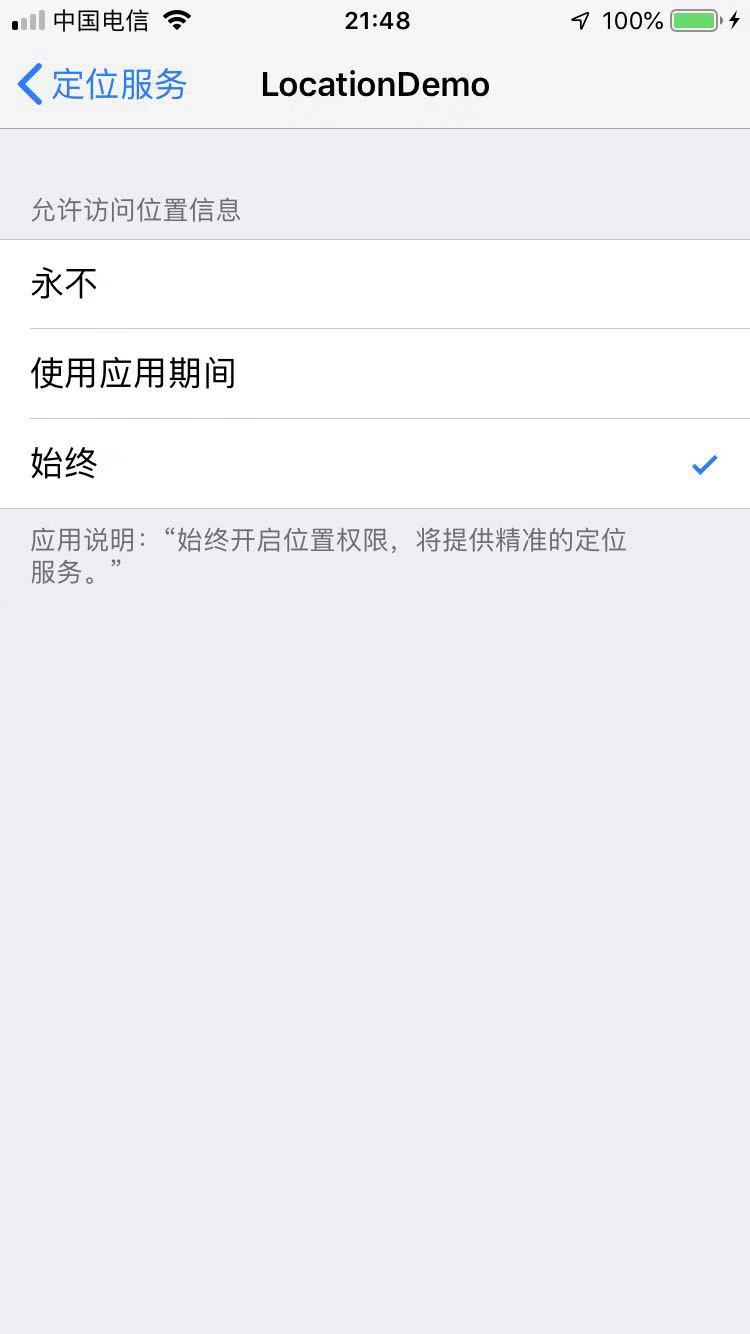 中国电信 21:48 100%
定位服务 LocationDemo
允许访问位置信息
永不
使用应用期间
始终
应用说明：“始终开启位置权限，将提供精准的定位
服务。”